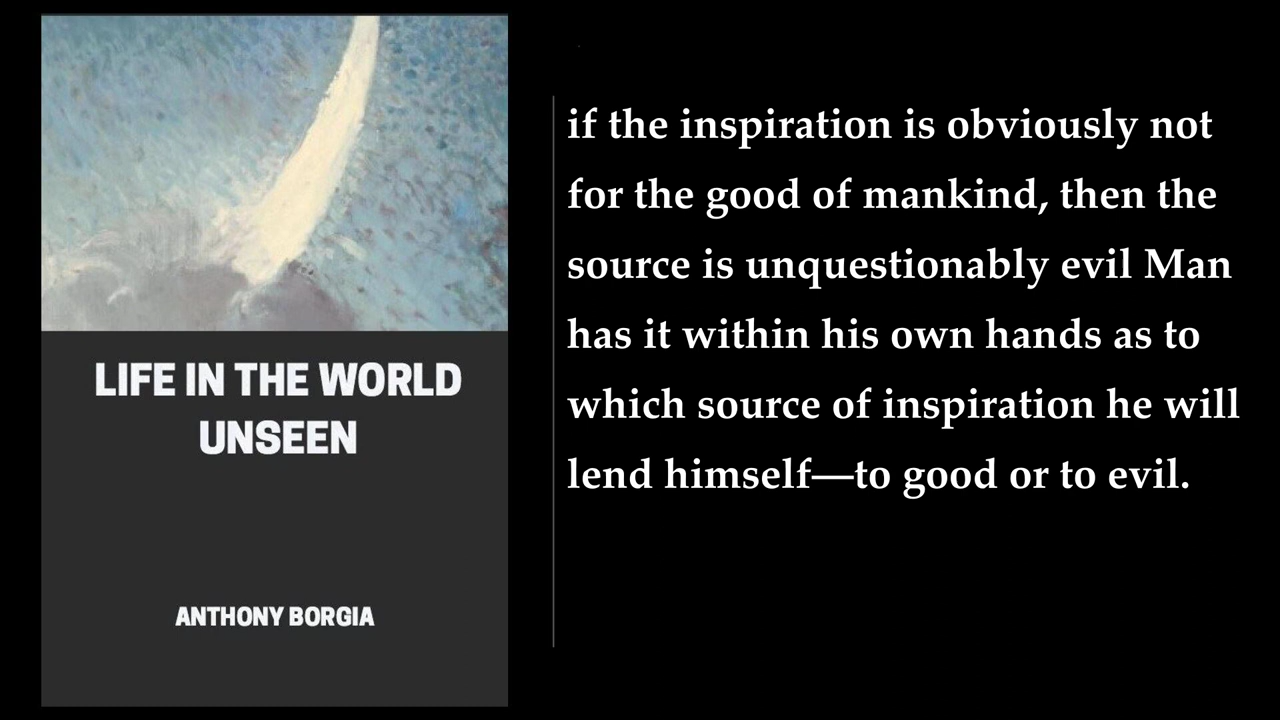 LIFE IN THE WORLD
UNSEEN
ANTHONY BORGIA
if the inspiration is obviously not
for the good of mankind, then the
source is unquestionably evil Man
has it within his own hands as to
which source of inspiration he will
lend himself—to good or to evil.